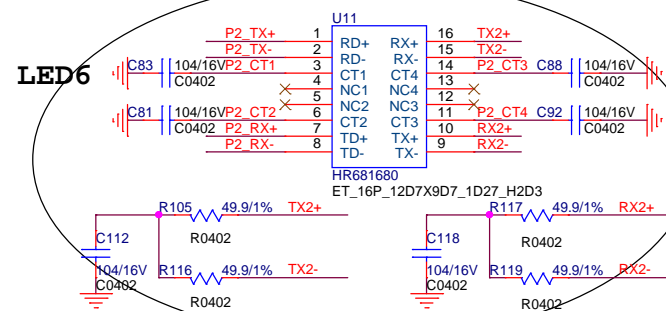 U11
P2_TX+ 1 RD+ RX+ 16 TX2+
P2_TX- 2 RD- RX- 15 TX2-
C83 104/16V P2_CT1 3 CT1 CT4 14 P2_CT3 C88 104/16V
LED6
C0402 4 NC1 NC4 13 C0402
5 NC2 NC3 12
C81 104/16V P2_CT2 6 CT2 CT3 11 P2_CT4 C92 104/16V
C0402 P2_RX+ 7 TD+ TX+ 10 RX2+ C0402
P2_RX- 8 TD- TX- 9 RX2-
HR681680
ET_16P_12D7X9D7_1D27_H2D3
R105 49.9/1% TX2+ R117 49.9/1% RX2+
C112 R0402 C118 R0402
104/16V R116 49.9/1% TX2- 104/16V R119 49.9/1% RX2-
C0402 R0402 C0402 R0402